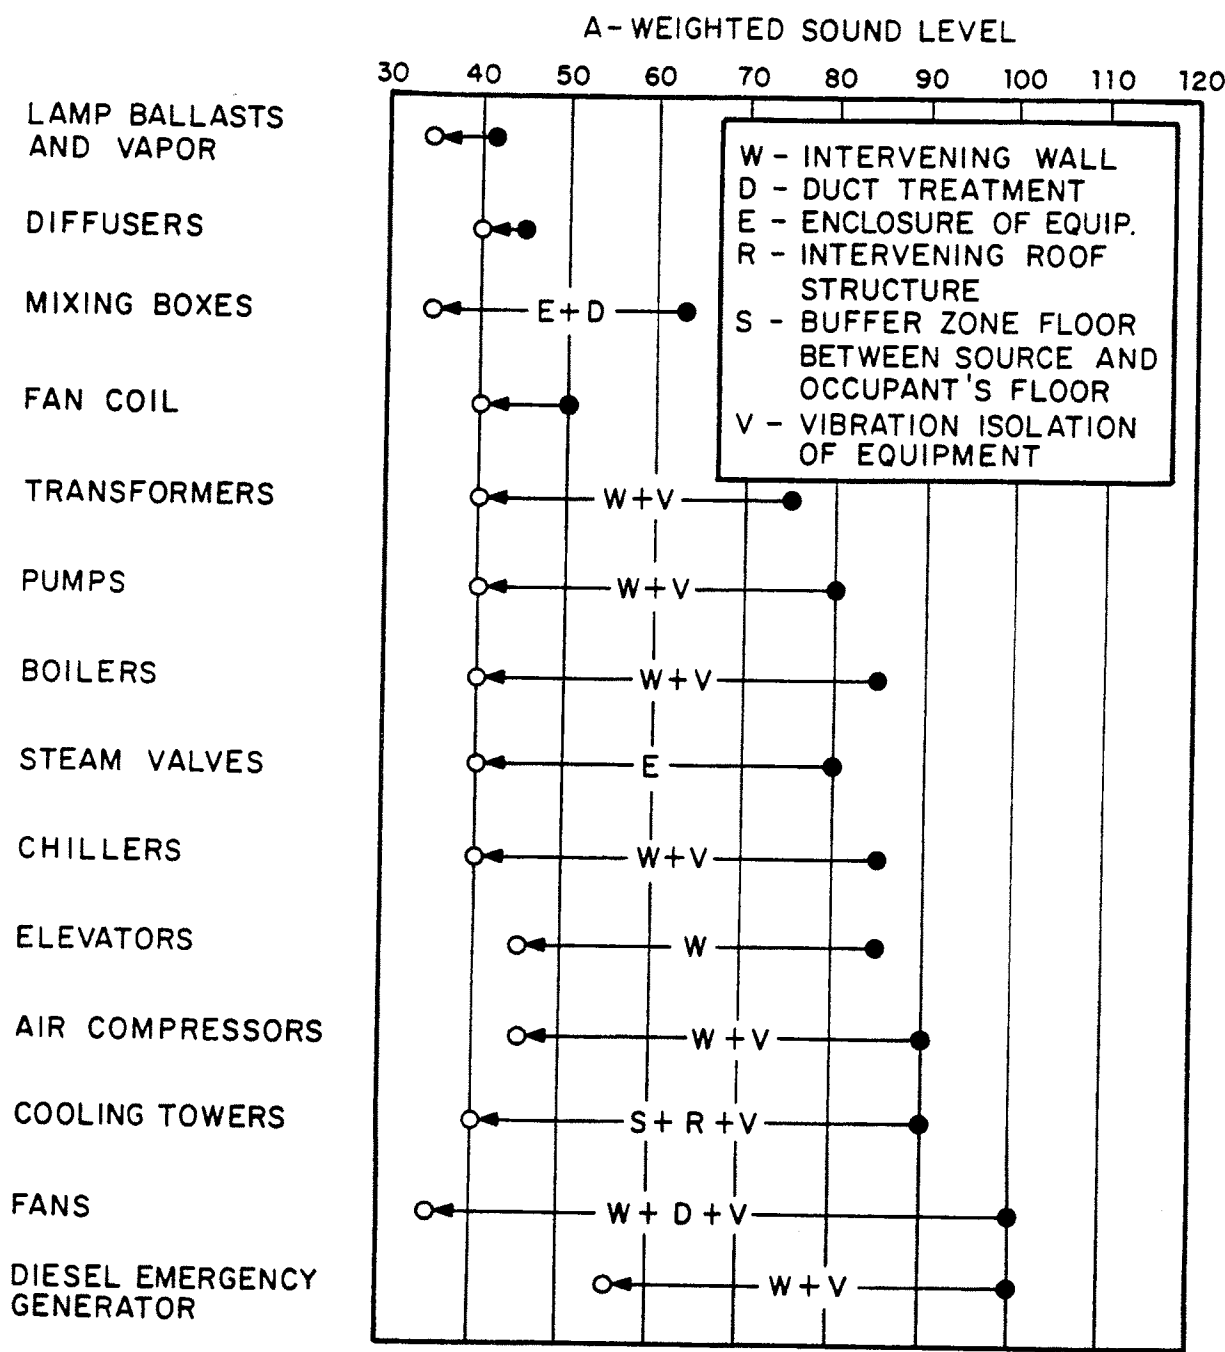 A-WEIGHTED SOUND LEVEL
30 40 50 60 70 80 90 100 110 120
LAMP BALLASTS
AND VAPOR
DIFFUSERS
MIXING BOXES
E+D
FAN COIL
TRANSFORMERS
W+V
PUMPS
W+V
BOILERS
W+V
STEAM VALVES
E
CHILLERS
W+V
ELEVATORS
W
AIR COMPRESSORS
W+V
COOLING TOWERS
S+R+V
FANS
W+D+V
DIESEL EMERGENCY
GENERATOR
W+V
W - INTERVENING WALL
D - DUCT TREATMENT
E - ENCLOSURE OF EQUIP.
R - INTERVENING ROOF
STRUCTURE
S - BUFFER ZONE FLOOR
BETWEEN SOURCE AND
OCCUPANT'S FLOOR
V - VIBRATION ISOLATION
OF EQUIPMENT